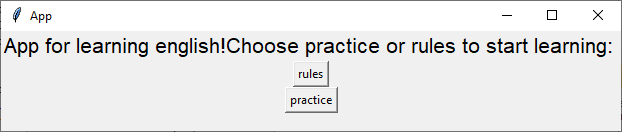 App
App for learning english!Choose practice or rules to start learning:
rules
practice